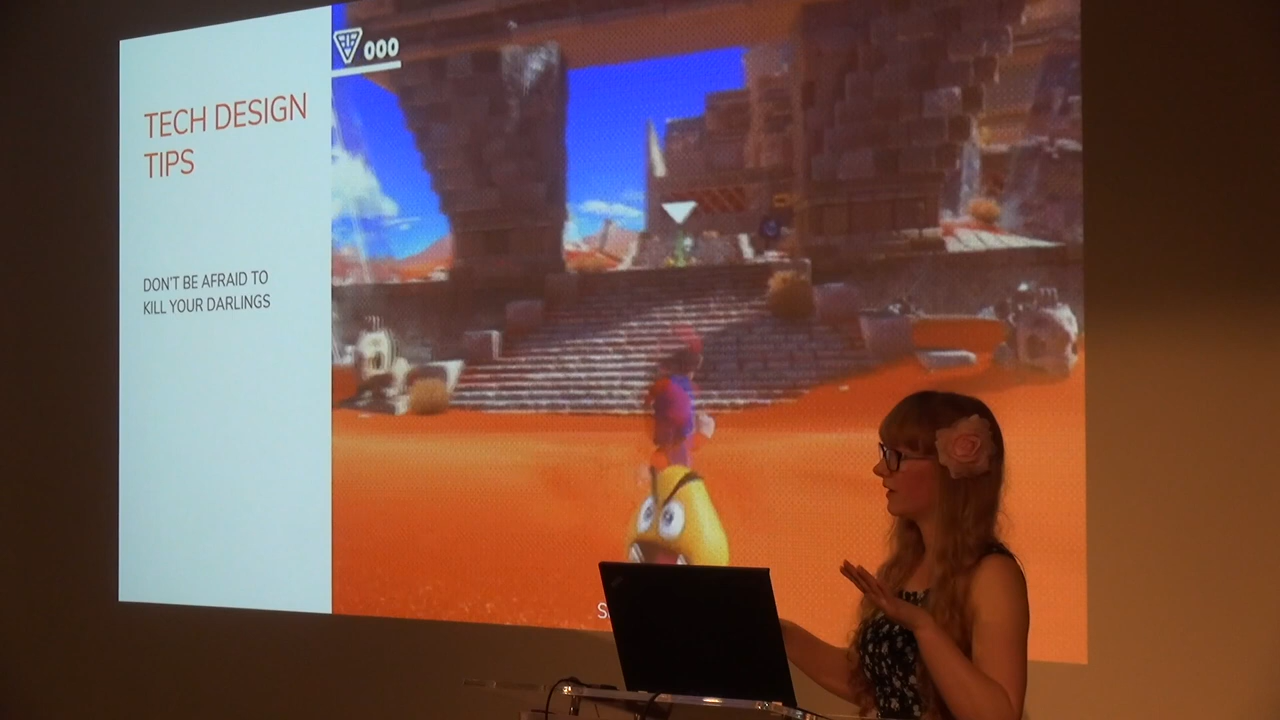 TECH DESIGN
TIPS
DON'T BE AFRAID TO
KILL YOUR DARLINGS
000